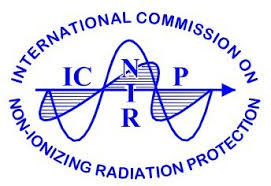 INTERNATIONAL COMMISSION ON
IC N P
I
R
NON-IONIZING RADIATION PROTECTION